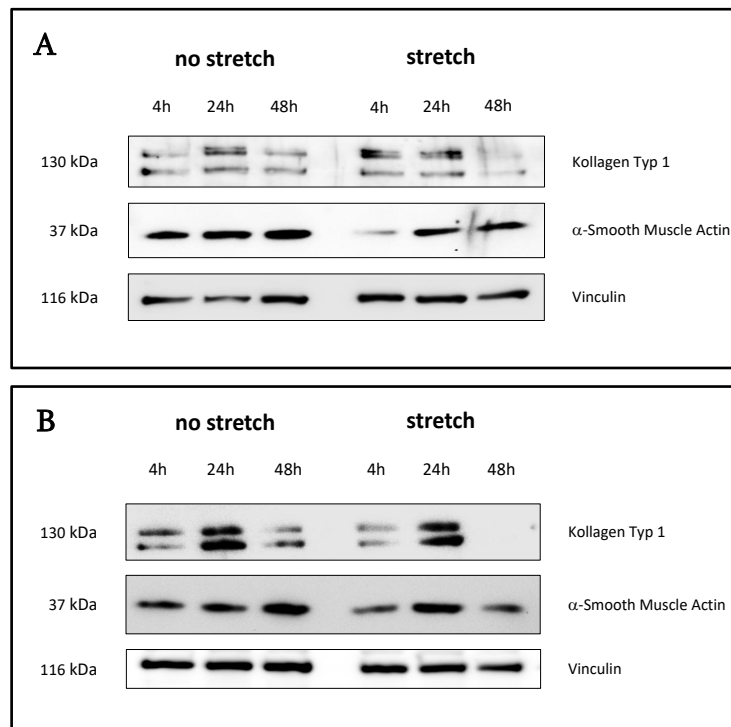 A
no stretch stretch
4h 24h 48h 4h 24h 48h
130 kDa Kollagen Typ 1
37 kDa α-Smooth Muscle Actin
116 kDa Vinculin
B
no stretch stretch
4h 24h 48h 4h 24h 48h
130 kDa Kollagen Typ 1
37 kDa α-Smooth Muscle Actin
116 kDa Vinculin